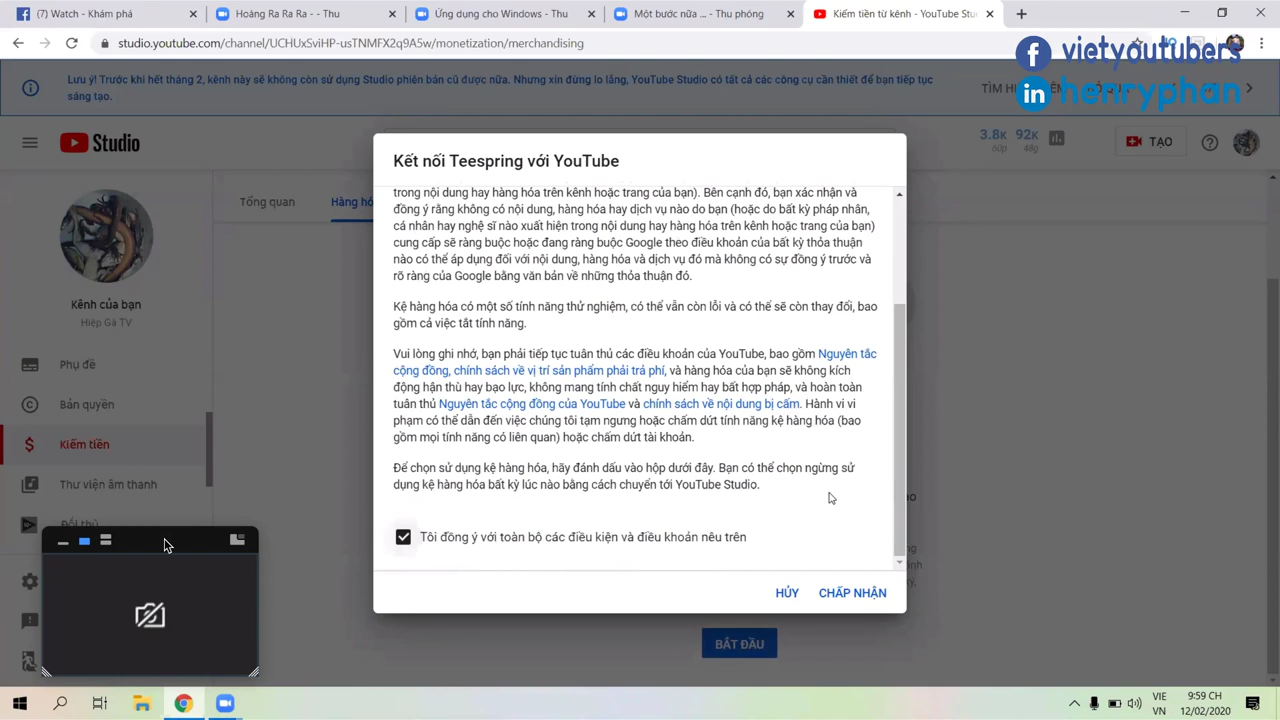 (7) Watch - Khám phá
Hoàng Ra Ra Ra - - Thu
Ứng dụng cho Windows - Thu
Một bước nữa ... - Thu phóng
Kiếm tiền từ kênh - YouTube Stu
studio.youtube.com/channel/UCHUxSviHP-usTNMFX2q9A5w/monetization/merchandising
vietyoutubers
henryphan
Lưu ý! Trước khi hết tháng 2, kênh này sẽ không còn sử dụng Studio phiên bản cũ được nữa. Nhưng xin đừng lo lắng, YouTube Studio có tất cả các công cụ cần thiết để bạn tiếp tục
sáng tạo.
Studio
3.8K 92K
60p 48g
TẠO
Tổng quan
Hàng hó
Kênh của bạn
Hiệp Gà TV
Phụ đề
Bản quyền
Kiếm tiền
Thư viện âm thanh
Đối thủ
Kết nối Teespring với YouTube
trong nội dung hay hàng hóa trên kênh hoặc trang của bạn). Bên cạnh đó, bạn xác nhận và
đồng ý rằng không có nội dung, hàng hóa hay dịch vụ nào do bạn (hoặc do bất kỳ pháp nhân,
cá nhân hay nghệ sĩ nào xuất hiện trong nội dung hay hàng hóa trên kênh hoặc trang của bạn)
cung cấp sẽ ràng buộc hoặc đang ràng buộc Google theo điều khoản của bất kỳ thỏa thuận
nào có thể áp dụng đối với nội dung, hàng hóa và dịch vụ đó mà không có sự đồng ý trước và
rõ ràng của Google bằng văn bản về những thỏa thuận đó.
Kệ hàng hóa có một số tính năng thử nghiệm, có thể vẫn còn lỗi và có thể sẽ còn thay đổi, bao
gồm cả việc tắt tính năng.
Vui lòng ghi nhớ, bạn phải tiếp tục tuân thủ các điều khoản của YouTube, bao gồm Nguyên tắc
cộng đồng, chính sách về vị trí sản phẩm phải trả phí, và hàng hóa của bạn sẽ không kích
động hận thù hay bạo lực, không mang tính chất nguy hiểm hay bất hợp pháp, và hoàn toàn
tuân thủ Nguyên tắc cộng đồng của YouTube và chính sách về nội dung bị cấm. Hành vi vi
phạm có thể dẫn đến việc chúng tôi tạm ngưng hoặc chấm dứt tính năng kệ hàng hóa (bao
gồm mọi tính năng có liên quan) hoặc chấm dứt tài khoản.
Để chọn sử dụng kệ hàng hóa, hãy đánh dấu vào hộp dưới đây. Bạn có thể chọn ngừng sử
dụng kệ hàng hóa bất kỳ lúc nào bằng cách chuyển tới YouTube Studio.
Tôi đồng ý với toàn bộ các điều kiện và điều khoản nêu trên
HỦY
CHẤP NHẬN
BẮT ĐẦU
VIE
VN
9:59 CH
12/02/2020